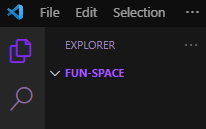 File Edit Selection ...
EXPLORER ...
FUN-SPACE